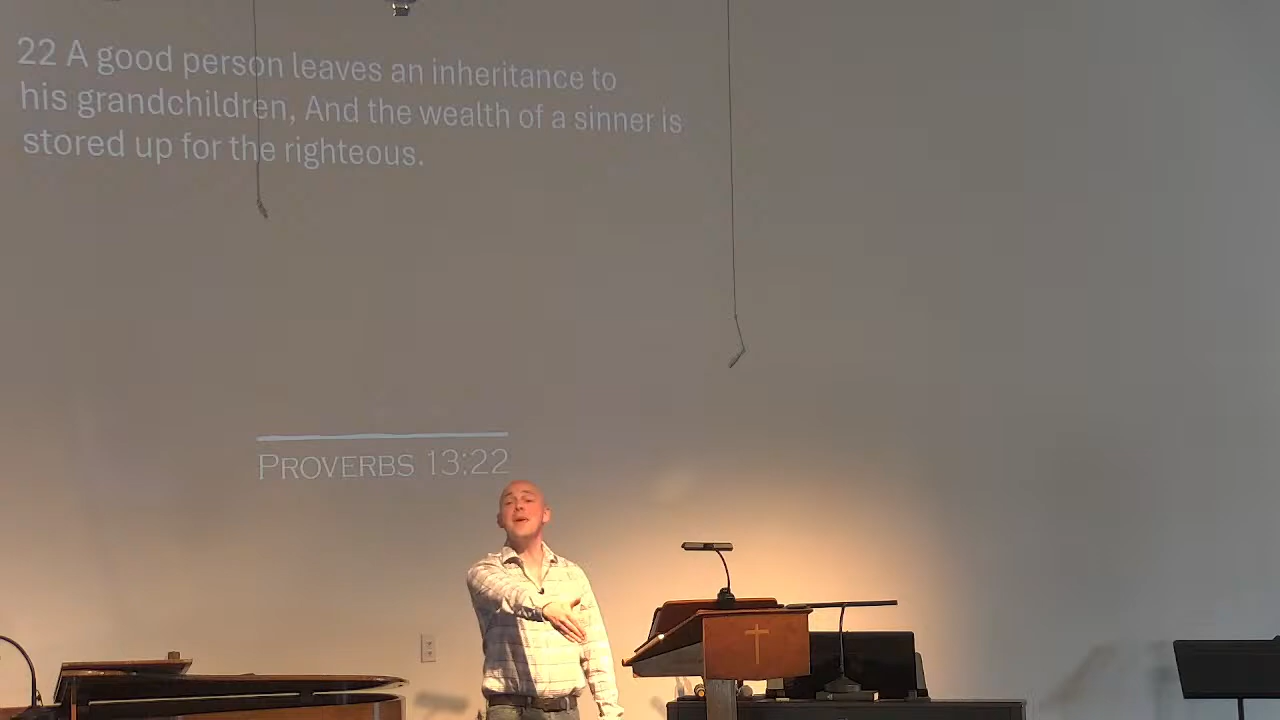 22 A good person leaves an inheritance to
his grandchildren, And the wealth of a sinner is
stored up for the righteous.
PROVERBS 13:22